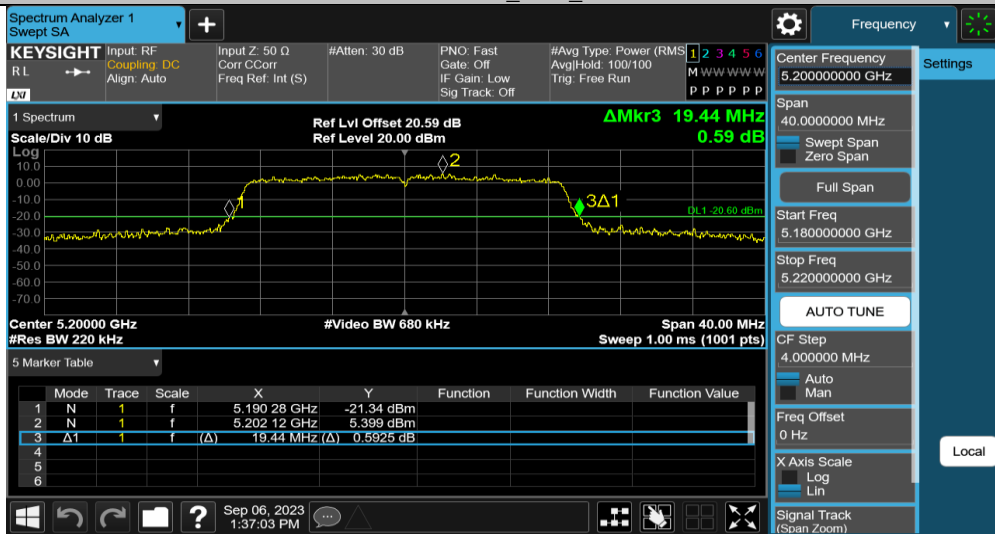 Spectrum Analyzer 1
Swept SA
+
Frequency
KEYSIGHT
RL
LXI
Input: RF
Coupling: DC
Align: Auto
Input Z: 50 Ω
Corr CCorr
Freq Ref: Int (S)
#Atten: 30 dB
PNO: Fast
Gate: Off
IF Gain: Low
Sig Track: Off
#Avg Type: Power (RMS
Avg|Hold: 100/100
Trig: Free Run
1 2 3 4 5 6
M W W W W W
P P P P P P
1 Spectrum
Scale/Div 10 dB
Ref Lvl Offset 20.59 dB
Ref Level 20.00 dBm
ΔMkr3 19.44 MHz
0.59 dB
Log
10.0
0.00
-10.0
-20.0
-30.0
-40.0
-50.0
-60.0
-70.0
1
2
3Δ1
DL1 -20.60 dBm
Center 5.20000 GHz
#Res BW 220 kHz
#Video BW 680 kHz
Span 40.00 MHz
Sweep 1.00 ms (1001 pts)
5 Marker Table
Mode Trace Scale X Y Function Function Width Function Value
1 N 1 f 5.190 28 GHz -21.34 dBm
2 N 1 f 5.202 12 GHz 5.399 dBm
3 Δ1 1 f (Δ) 19.44 MHz (Δ) 0.5925 dB
4
5
6
?
Sep 06, 2023
1:37:03 PM
Center Frequency
5.200000000 GHz
Span
40.0000000 MHz
Swept Span
Zero Span
Full Span
Start Freq
5.180000000 GHz
Stop Freq
5.220000000 GHz
AUTO TUNE
CF Step
4.000000 MHz
Auto
Man
Freq Offset
0 Hz
X Axis Scale
Log
Lin
Signal Track
(Span Zoom)
Settings
Local